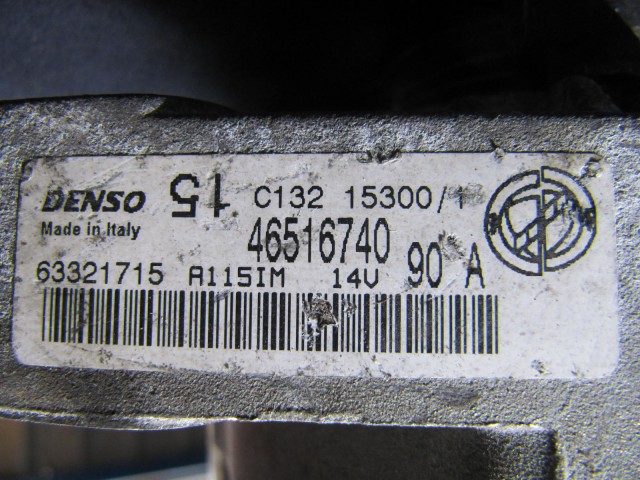 DENSO 15 C132 15300/1
Made in Italy 46516740
63321715 A115IM 14V 90 A